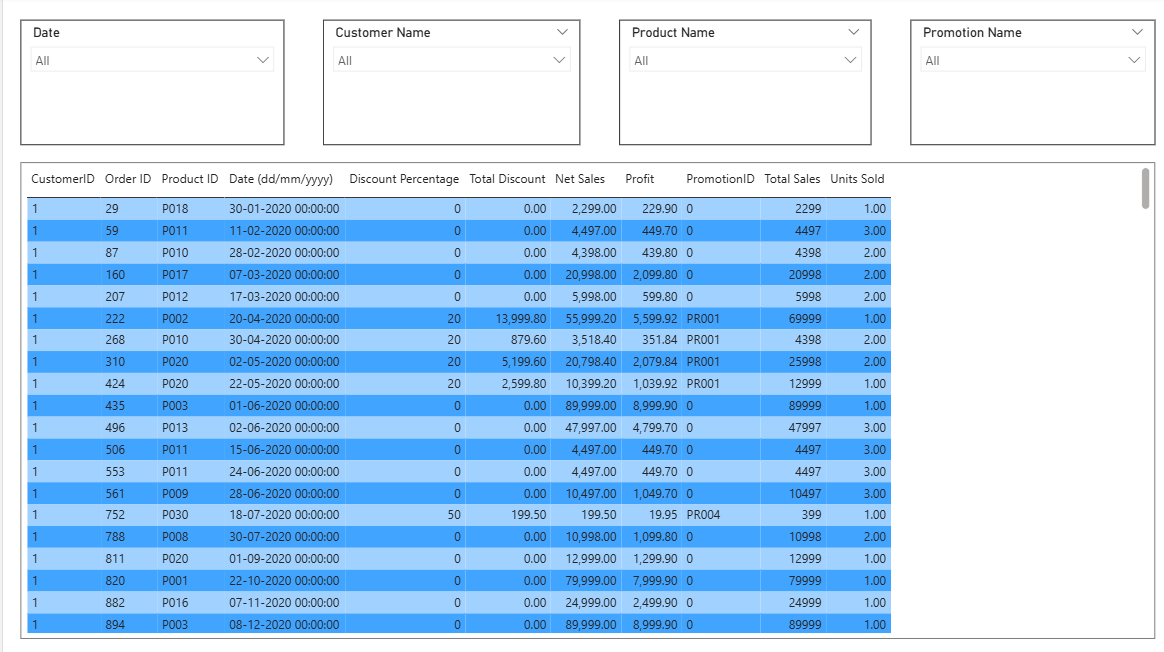 Date Customer Name Product Name Promotion Name
All All All All
CustomerID Order ID Product ID Date (dd/mm/yyyy) Discount Percentage Total Discount Net Sales Profit PromotionID Total Sales Units Sold
1 29 P018 30-01-2020 00:00:00 0 0.00 2,299.00 229.90 0 2299 1.00
1 59 P011 11-02-2020 00:00:00 0 0.00 4,497.00 449.70 0 4497 3.00
1 87 P010 28-02-2020 00:00:00 0 0.00 4,398.00 439.80 0 4398 2.00
1 160 P017 07-03-2020 00:00:00 0 0.00 20,998.00 2,099.80 0 20998 2.00
1 207 P012 17-03-2020 00:00:00 0 0.00 5,998.00 599.80 0 5998 2.00
1 222 P002 20-04-2020 00:00:00 20 13,999.80 55,999.20 5,599.92 PR001 69999 1.00
1 268 P010 30-04-2020 00:00:00 20 879.60 3,518.40 351.84 PR001 4398 2.00
1 310 P020 02-05-2020 00:00:00 20 5,199.60 20,798.40 2,079.84 PR001 25998 2.00
1 424 P020 22-05-2020 00:00:00 20 2,599.80 10,399.20 1,039.92 PR001 12999 1.00
1 435 P003 01-06-2020 00:00:00 0 0.00 89,999.00 8,999.90 0 89999 1.00
1 496 P013 02-06-2020 00:00:00 0 0.00 47,997.00 4,799.70 0 47997 3.00
1 506 P011 15-06-2020 00:00:00 0 0.00 4,497.00 449.70 0 4497 3.00
1 553 P011 24-06-2020 00:00:00 0 0.00 4,497.00 449.70 0 4497 3.00
1 561 P009 28-06-2020 00:00:00 0 0.00 10,497.00 1,049.70 0 10497 3.00
1 752 P030 18-07-2020 00:00:00 50 199.50 199.50 19.95 PR004 399 1.00
1 788 P008 30-07-2020 00:00:00 0 0.00 10,998.00 1,099.80 0 10998 2.00
1 811 P020 01-09-2020 00:00:00 0 0.00 12,999.00 1,299.90 0 12999 1.00
1 820 P001 22-10-2020 00:00:00 0 0.00 79,999.00 7,999.90 0 79999 1.00
1 882 P016 07-11-2020 00:00:00 0 0.00 24,999.00 2,499.90 0 24999 1.00
1 894 P003 08-12-2020 00:00:00 0 0.00 89,999.00 8,999.90 0 89999 1.00